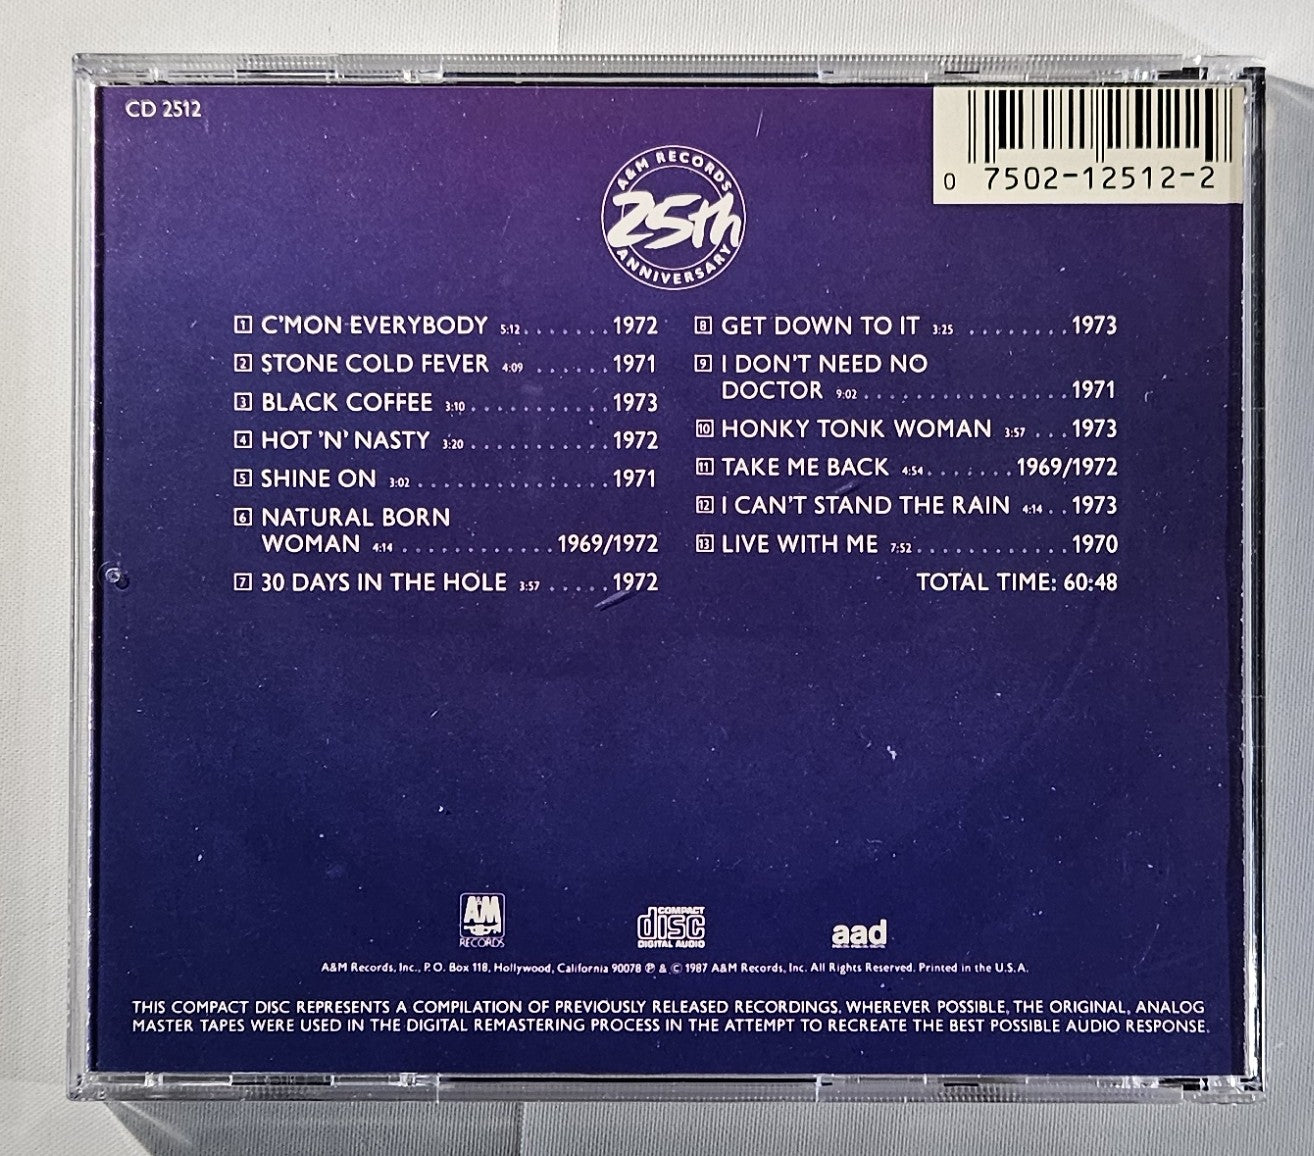 CD 2512
0 7502-12512-2
A&M RECORDS
25th
ANNIVERSARY
1 C'MON EVERYBODY 5:12.......1972
2 STONE COLD FEVER 4:09 ......1971
3 BLACK COFFEE 3:10...........1973
4 HOT 'N' NASTY 3:20...........1972
5 SHINE ON 3:02...............1971
6 NATURAL BORN
WOMAN 4:14...........1969/1972
7 30 DAYS IN THE HOLE 3:57 .....1972
8 GET DOWN TO IT 3:25 ........1973
9 I DON'T NEED NO
DOCTOR 9:02................1971
10 HONKY TONK WOMAN 3:57 ...1973
11 TAKE ME BACK 4:54.......1969/1972
12 I CAN'T STAND THE RAIN 4:14..1973
13 LIVE WITH ME 7:52............1970
TOTAL TIME: 60:48
A&M
RECORDS
COMPACT
disc
DIGITAL AUDIO
aad
A&M Records, Inc., P.O. Box 118, Hollywood, California 90078 ℗ & © 1987 A&M Records, Inc. All Rights Reserved. Printed in the U.S.A.
THIS COMPACT DISC REPRESENTS A COMPILATION OF PREVIOUSLY RELEASED RECORDINGS. WHEREVER POSSIBLE, THE ORIGINAL, ANALOG
MASTER TAPES WERE USED IN THE DIGITAL REMASTERING PROCESS IN THE ATTEMPT TO RECREATE THE BEST POSSIBLE AUDIO RESPONSE.